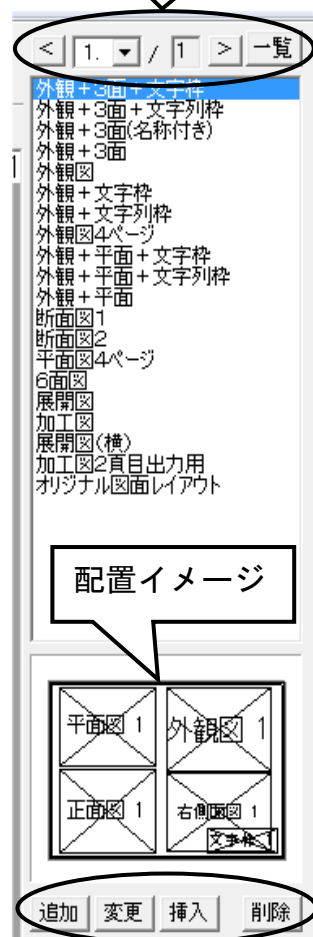 < 1. / 1 > 一覧
外観+3面+文字枠
外観+3面+文字列枠
外観+3面(名称付き)
外観+3面
外観図
外観+文字枠
外観+文字列枠
外観図4ページ
外観+平面+文字枠
外観+平面+文字列枠
外観+平面
断面図1
断面図2
平面図4ページ
6面図
展開図
加工図
展開図(横)
加工図2頁目出力用
オリジナル図面レイアウト
配置イメージ
平面図 1 外観図 1
正面図 1 右側面図 1
文字枠 1
追加 変更 挿入 削除